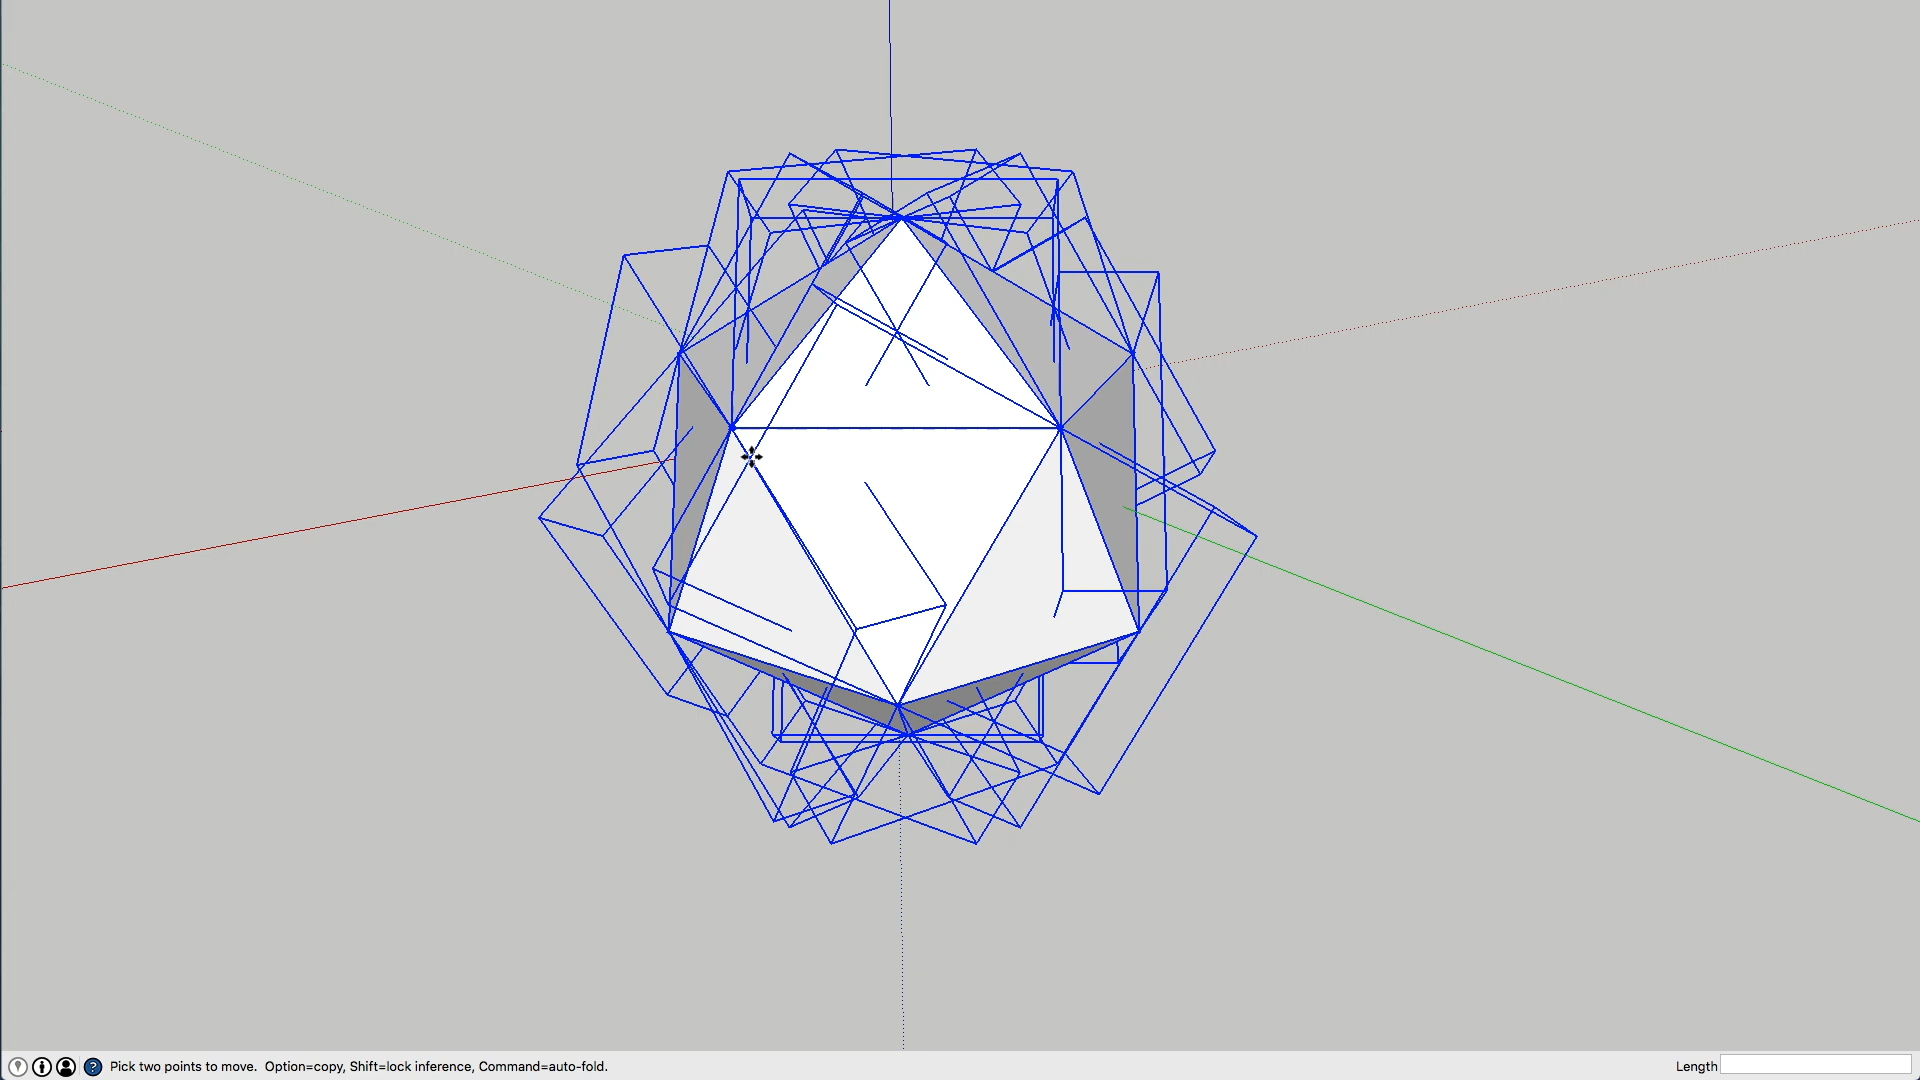 Pick two points to move.  Option=copy, Shift=lock inference, Command=auto-fold.
Length